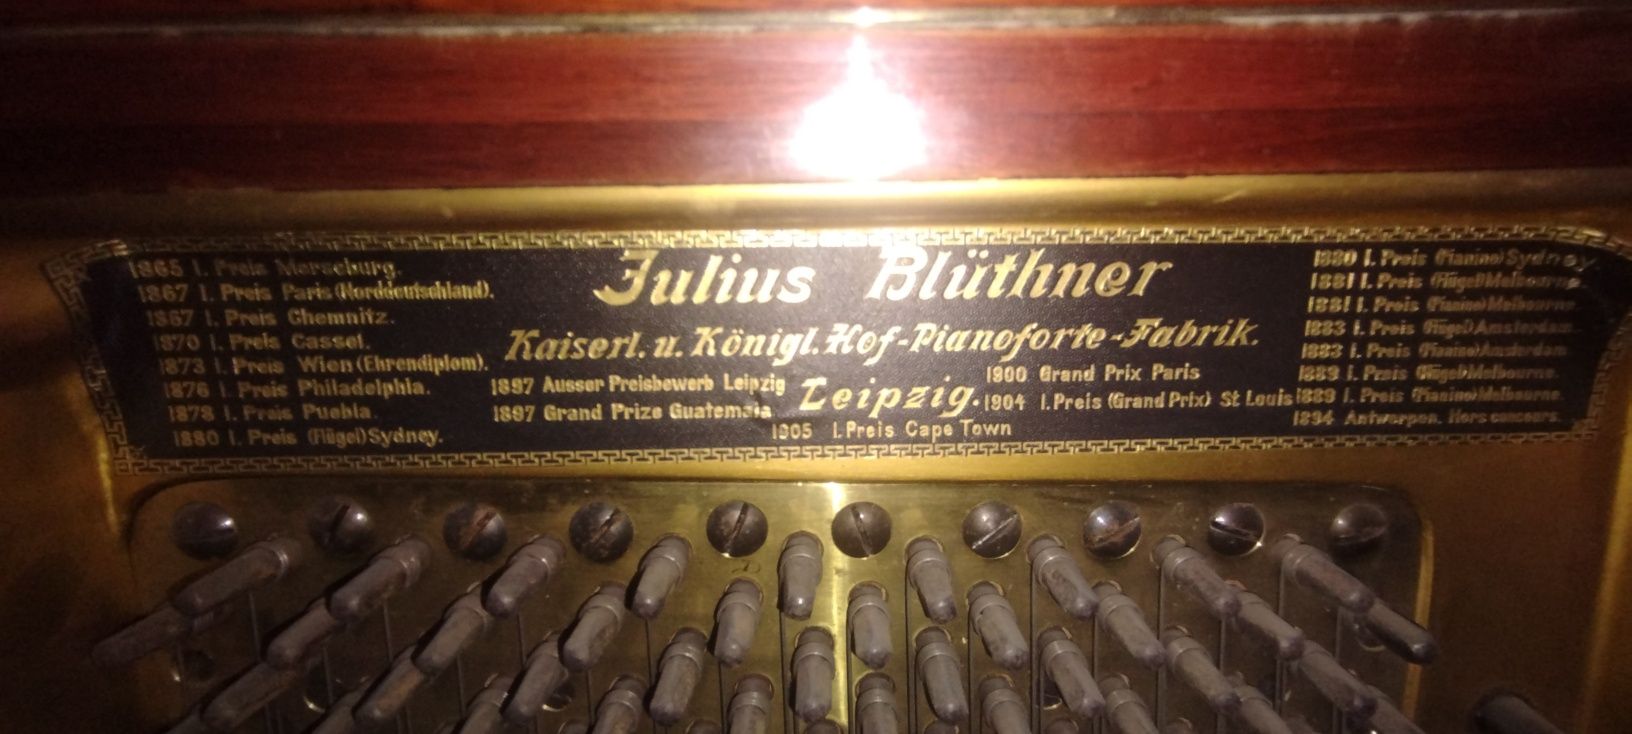 Julius Blüthner
Kaiserl. u. Königl. Hof-Pianoforte-Fabrik.
Leipzig.
1865 I. Preis Merseburg.
1867 I. Preis Paris (Norddeutschland).
1867 I. Preis Chemnitz.
1870 I. Preis Cassel.
1873 I. Preis Wien (Ehrendiplom).
1876 I. Preis Philadelphia.
1878 I. Preis Puebla.
1880 I. Preis (Flügel) Sydney.
1897 Ausser Preisbewerb Leipzig
1897 Grand Prize Guatemala
1905 I. Preis Cape Town
1900 Grand Prix Paris
1904 I. Preis (Grand Prix) St Louis
1880 I. Preis (Pianino) Sydney
1881 I. Preis (Flügel) Melbourne
1881 I. Preis (Pianino) Melbourne
1883 I. Preis (Flügel) Amsterdam.
1883 I. Preis (Pianino) Amsterdam
1889 I. Preis (Flügel) Melbourne.
1889 I. Preis (Pianino) Melbourne.
1894 Antwerpen. Hors concours.